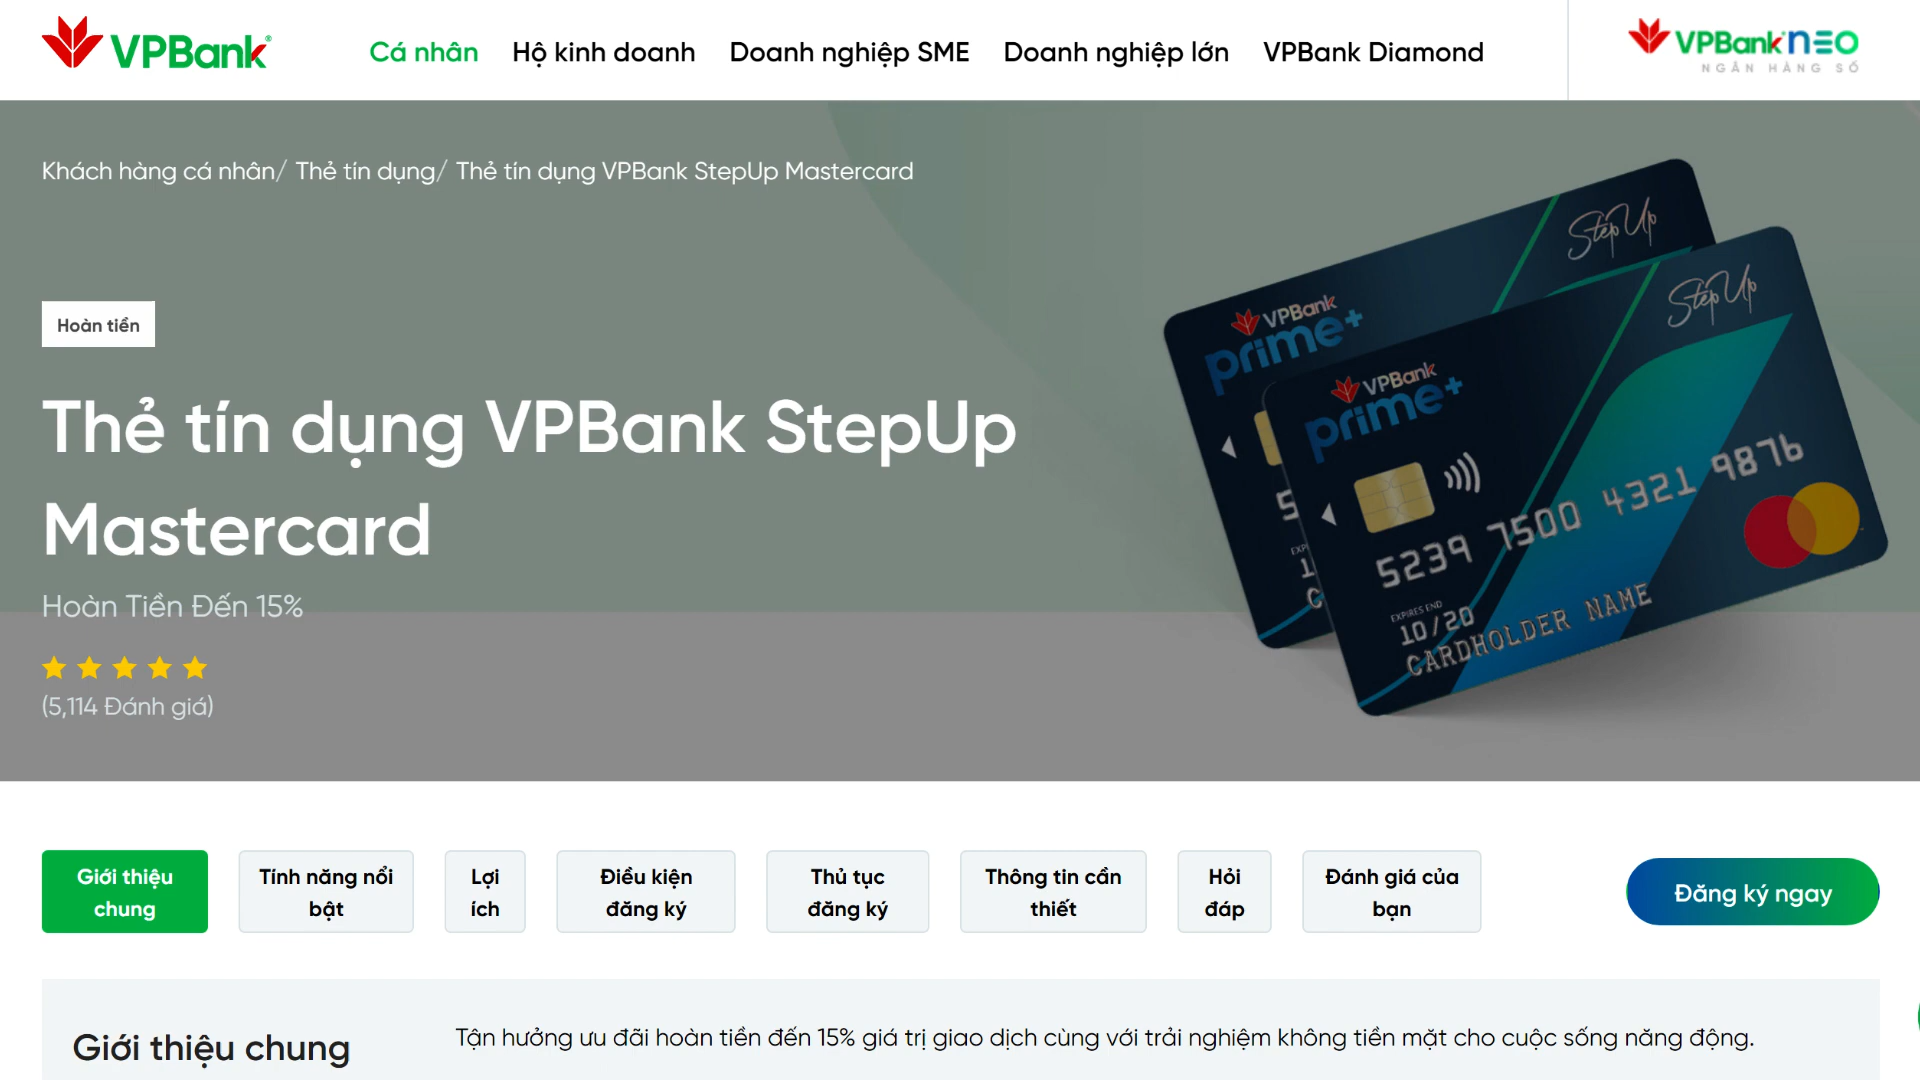 VPBank
Cá nhân
Hộ kinh doanh
Doanh nghiệp SME
Doanh nghiệp lớn
VPBank Diamond
VPBank NEO
NGÂN HÀNG SỐ
Khách hàng cá nhân/ Thẻ tín dụng/ Thẻ tín dụng VPBank StepUp Mastercard
Hoàn tiền
Thẻ tín dụng VPBank StepUp
Mastercard
Hoàn Tiền Đến 15%
(5,114 Đánh giá)
StepUp
VPBank
prime+
StepUp
VPBank
prime+
5239 7500 4321 9876
EXPIRES END
10/20
CARDHOLDER NAME
Giới thiệu
chung
Tính năng nổi
bật
Lợi
ích
Điều kiện
đăng ký
Thủ tục
đăng ký
Thông tin cần
thiết
Hỏi
đáp
Đánh giá của
bạn
Đăng ký ngay
Giới thiệu chung
Tận hưởng ưu đãi hoàn tiền đến 15% giá trị giao dịch cùng với trải nghiệm không tiền mặt cho cuộc sống năng động.